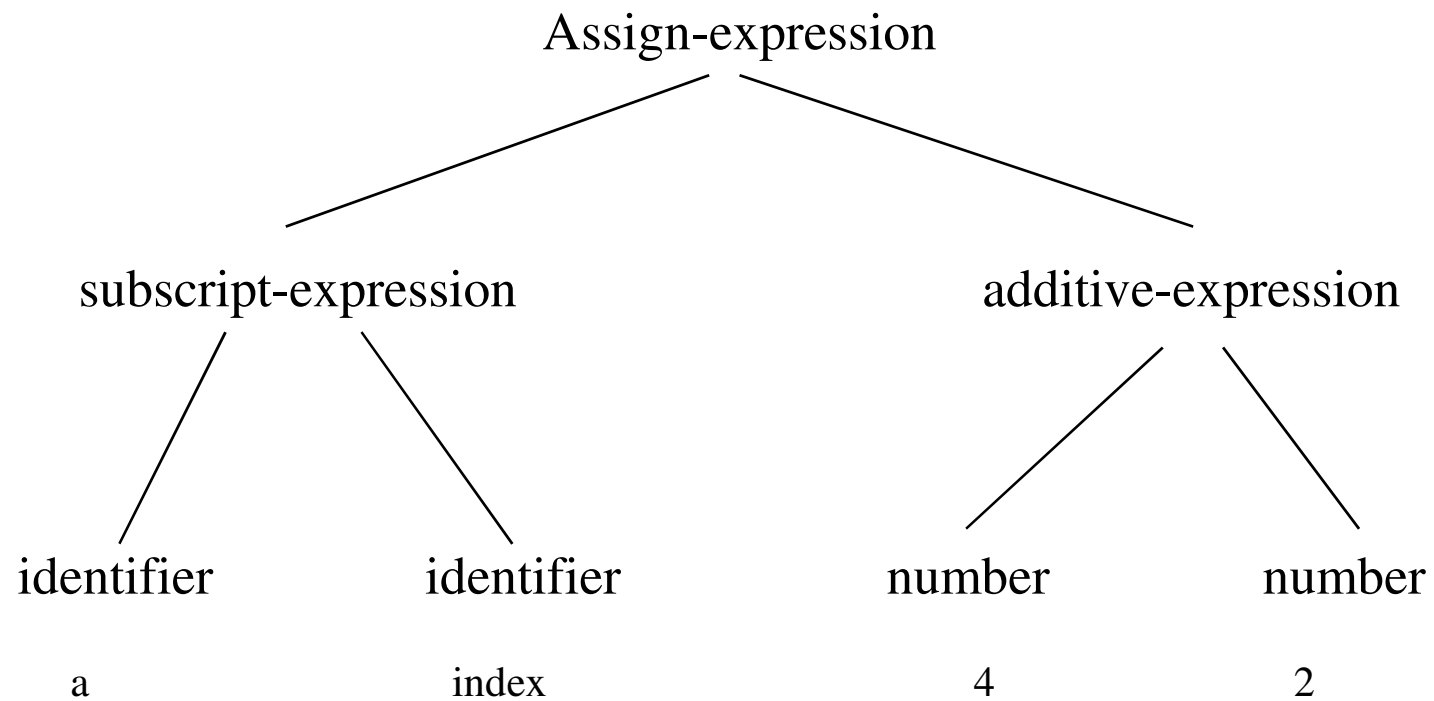 Assign-expression
subscript-expression additive-expression
identifier identifier number number
a index 4 2